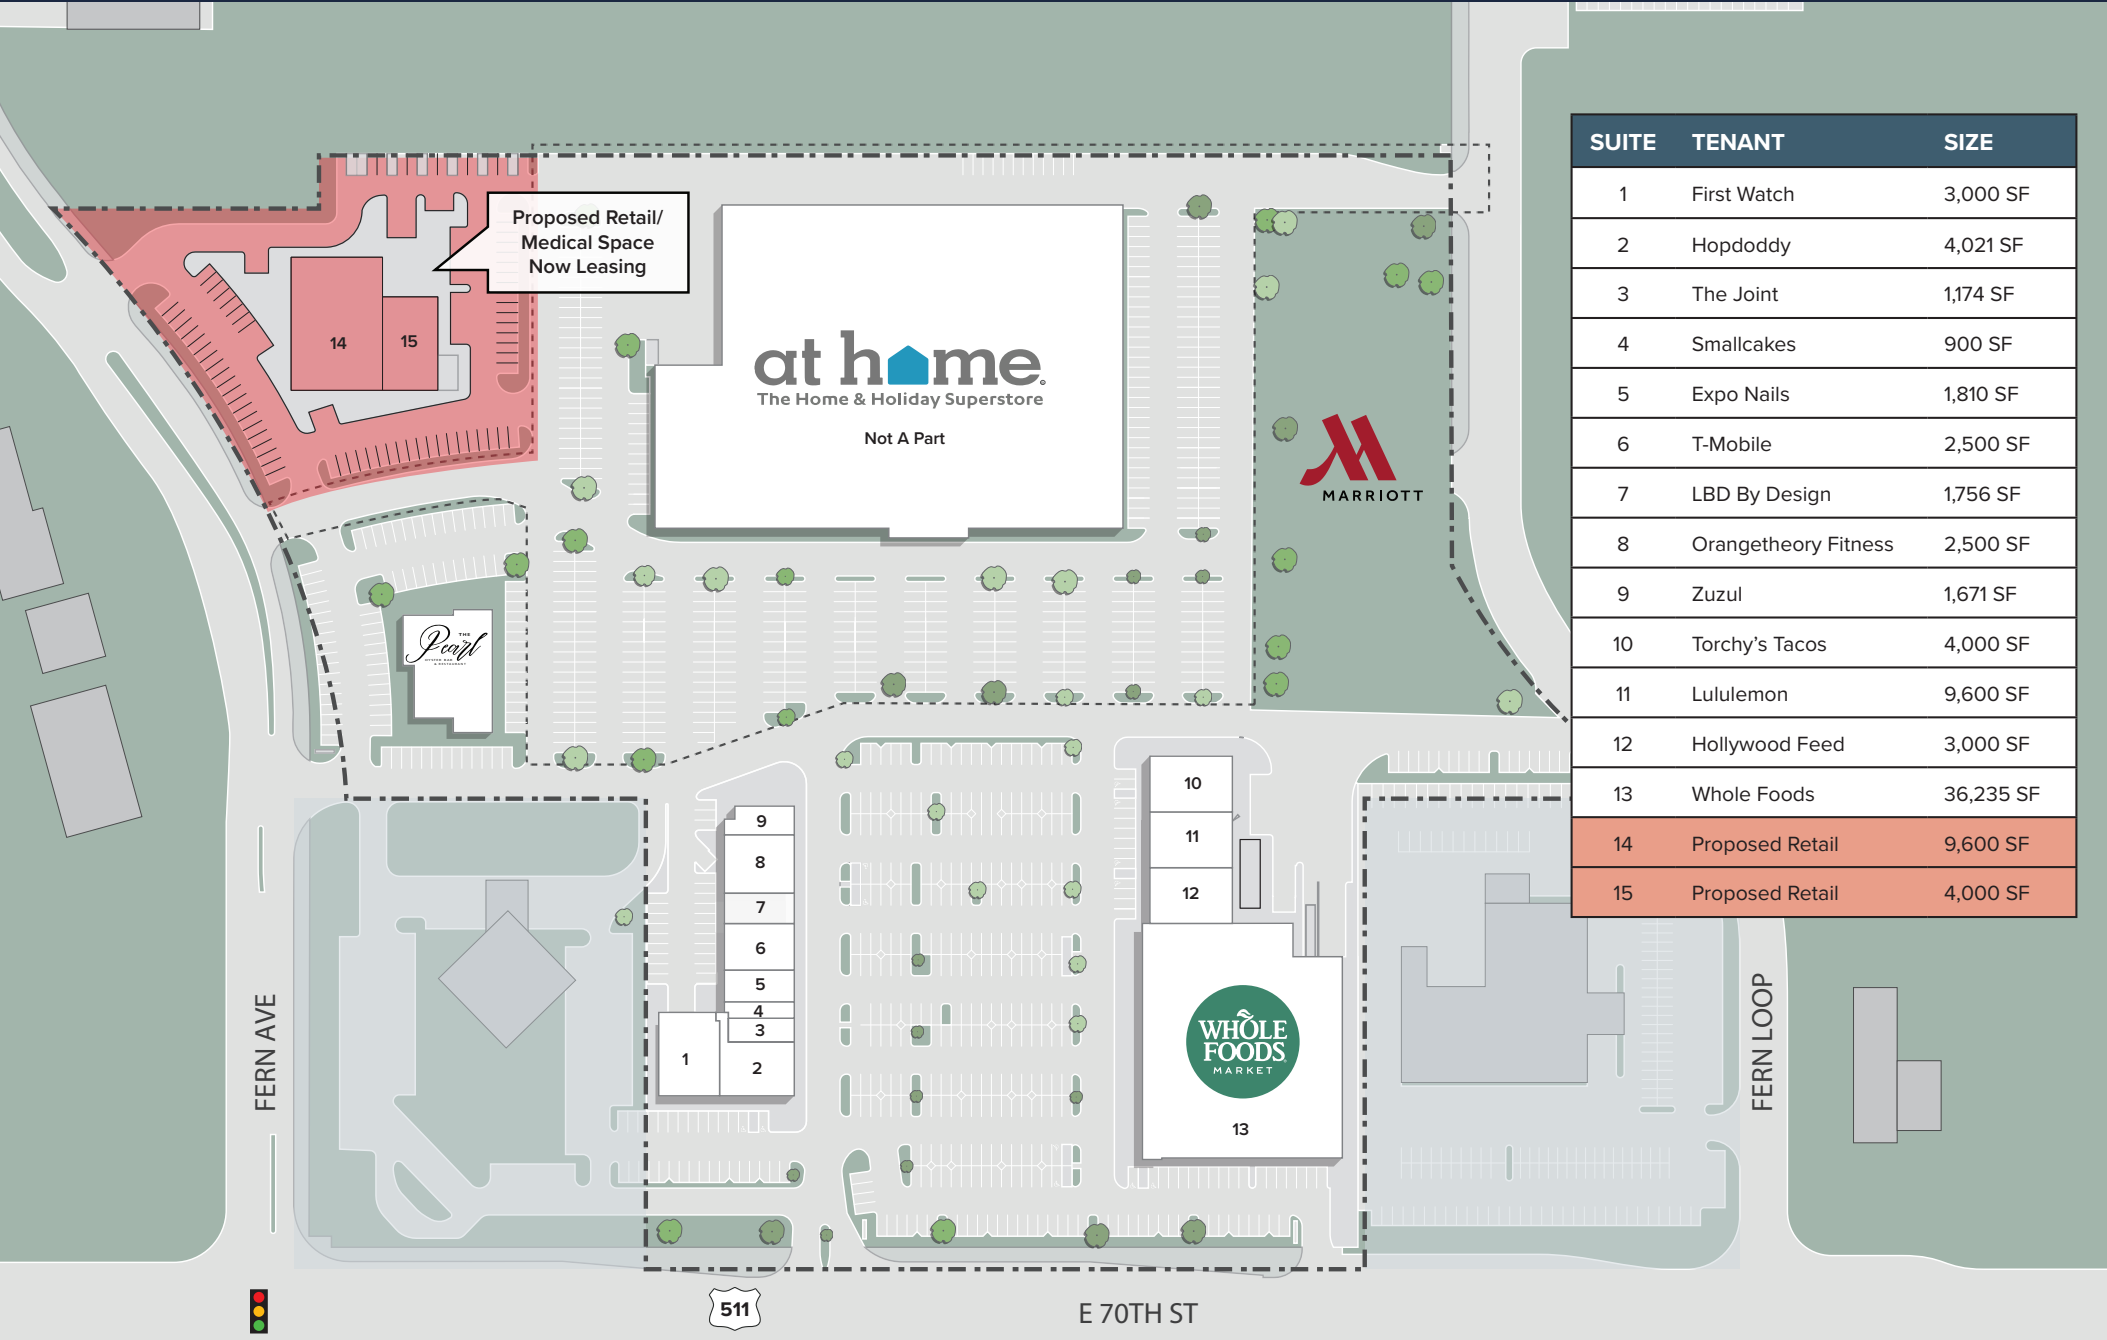 Proposed Retail/
Medical Space
Now Leasing
14
15
at home.
The Home & Holiday Superstore
Not A Part
MARRIOTT
THE
Pearl
OYSTER BAR
& RESTAURANT
SUITE TENANT SIZE
1 First Watch 3,000 SF
2 Hopdoddy 4,021 SF
3 The Joint 1,174 SF
4 Smallcakes 900 SF
5 Expo Nails 1,810 SF
6 T-Mobile 2,500 SF
7 LBD By Design 1,756 SF
8 Orangetheory Fitness 2,500 SF
9 Zuzul 1,671 SF
10 Torchy’s Tacos 4,000 SF
11 Lululemon 9,600 SF
12 Hollywood Feed 3,000 SF
13 Whole Foods 36,235 SF
14 Proposed Retail 9,600 SF
15 Proposed Retail 4,000 SF
9
8
7
6
5
4
3
1
2
10
11
12
WHOLE
FOODS
MARKET
13
FERN AVE
FERN LOOP
511
E 70TH ST